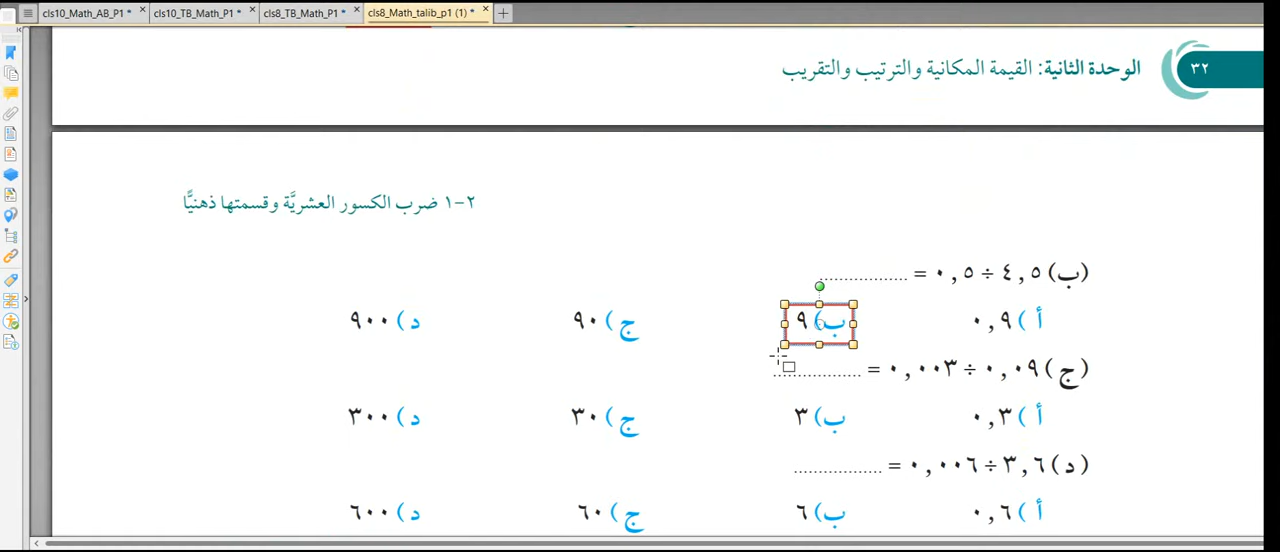 cls10_Math_AB_P1 * cls10_TB_Math_P1 * cls8_TB_Math_P1 * cls8_Math_talib_p1 (1) *
٣٢ الوحدة الثانية: القيمة المكانية والترتيب والتقريب
٢-١ ضرب الكسور العشريَّة وقسمتها ذهنيًّا
(ب) ٤,٥ ÷ ٠,٥ = .................
أ ) ٠,٩ ب) ٩ ج ) ٩٠ د ) ٩٠٠
(ج) ٠,٠٩ ÷ ٠,٠٠٣ = .................
أ ) ٠,٣ ب) ٣ ج ) ٣٠ د ) ٣٠٠
(د) ٣,٦ ÷ ٠,٠٠٦ = .................
أ ) ٠,٦ ب) ٦ ج ) ٦٠ د ) ٦٠٠